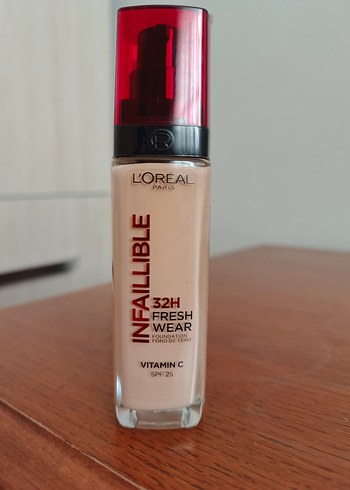 L'ORÉAL
PARIS
INFAILLIBLE
32H
FRESH
WEAR
FOUNDATION
FOND DE TEINT
VITAMIN C
SPF 25